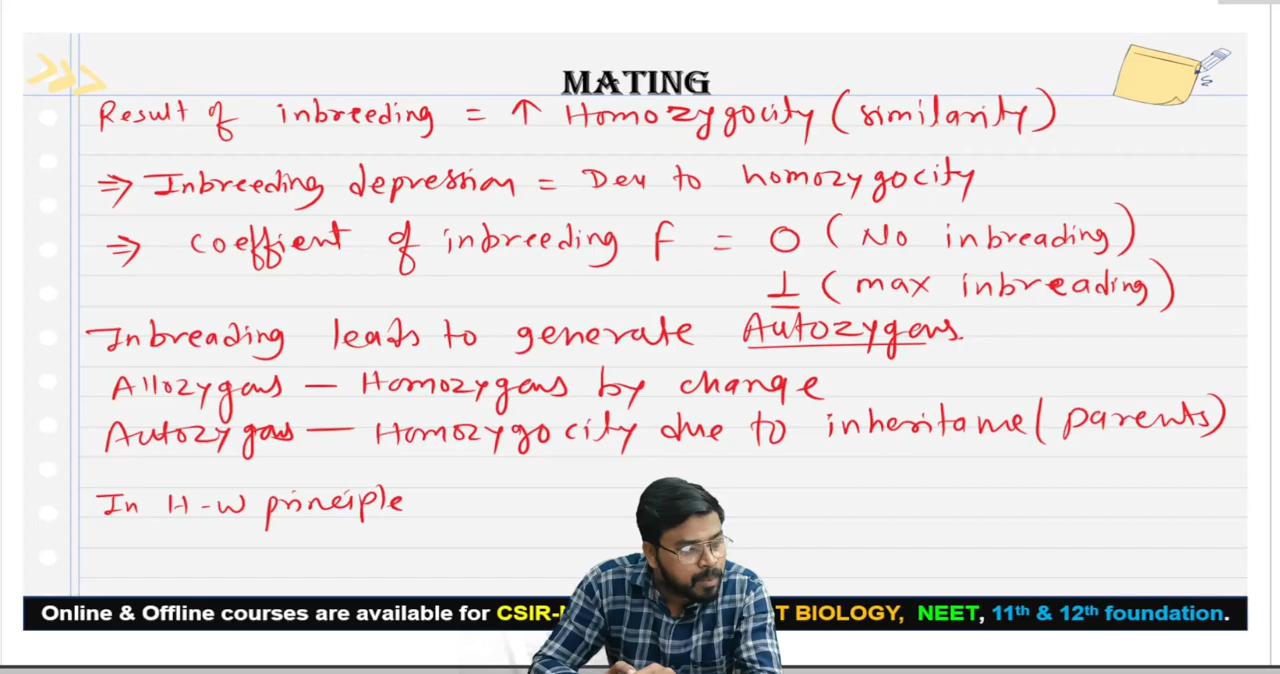 MATING
Result of inbreeding = ↑ Homozygocity (similarity)
⇒ Inbreeding depression = Deu to homozygocity
⇒ coeffient of inbreeding F = 0 (No inbreading)
1 (max inbreading)
Inbreading leads to generate Autozygous.
Allozygous — Homozygous by change
Autozygous — Homozygocity due to inheritance (parents)
In H-W principle
Online & Offline courses are available for CSIR- T BIOLOGY, NEET, 11th & 12th foundation.